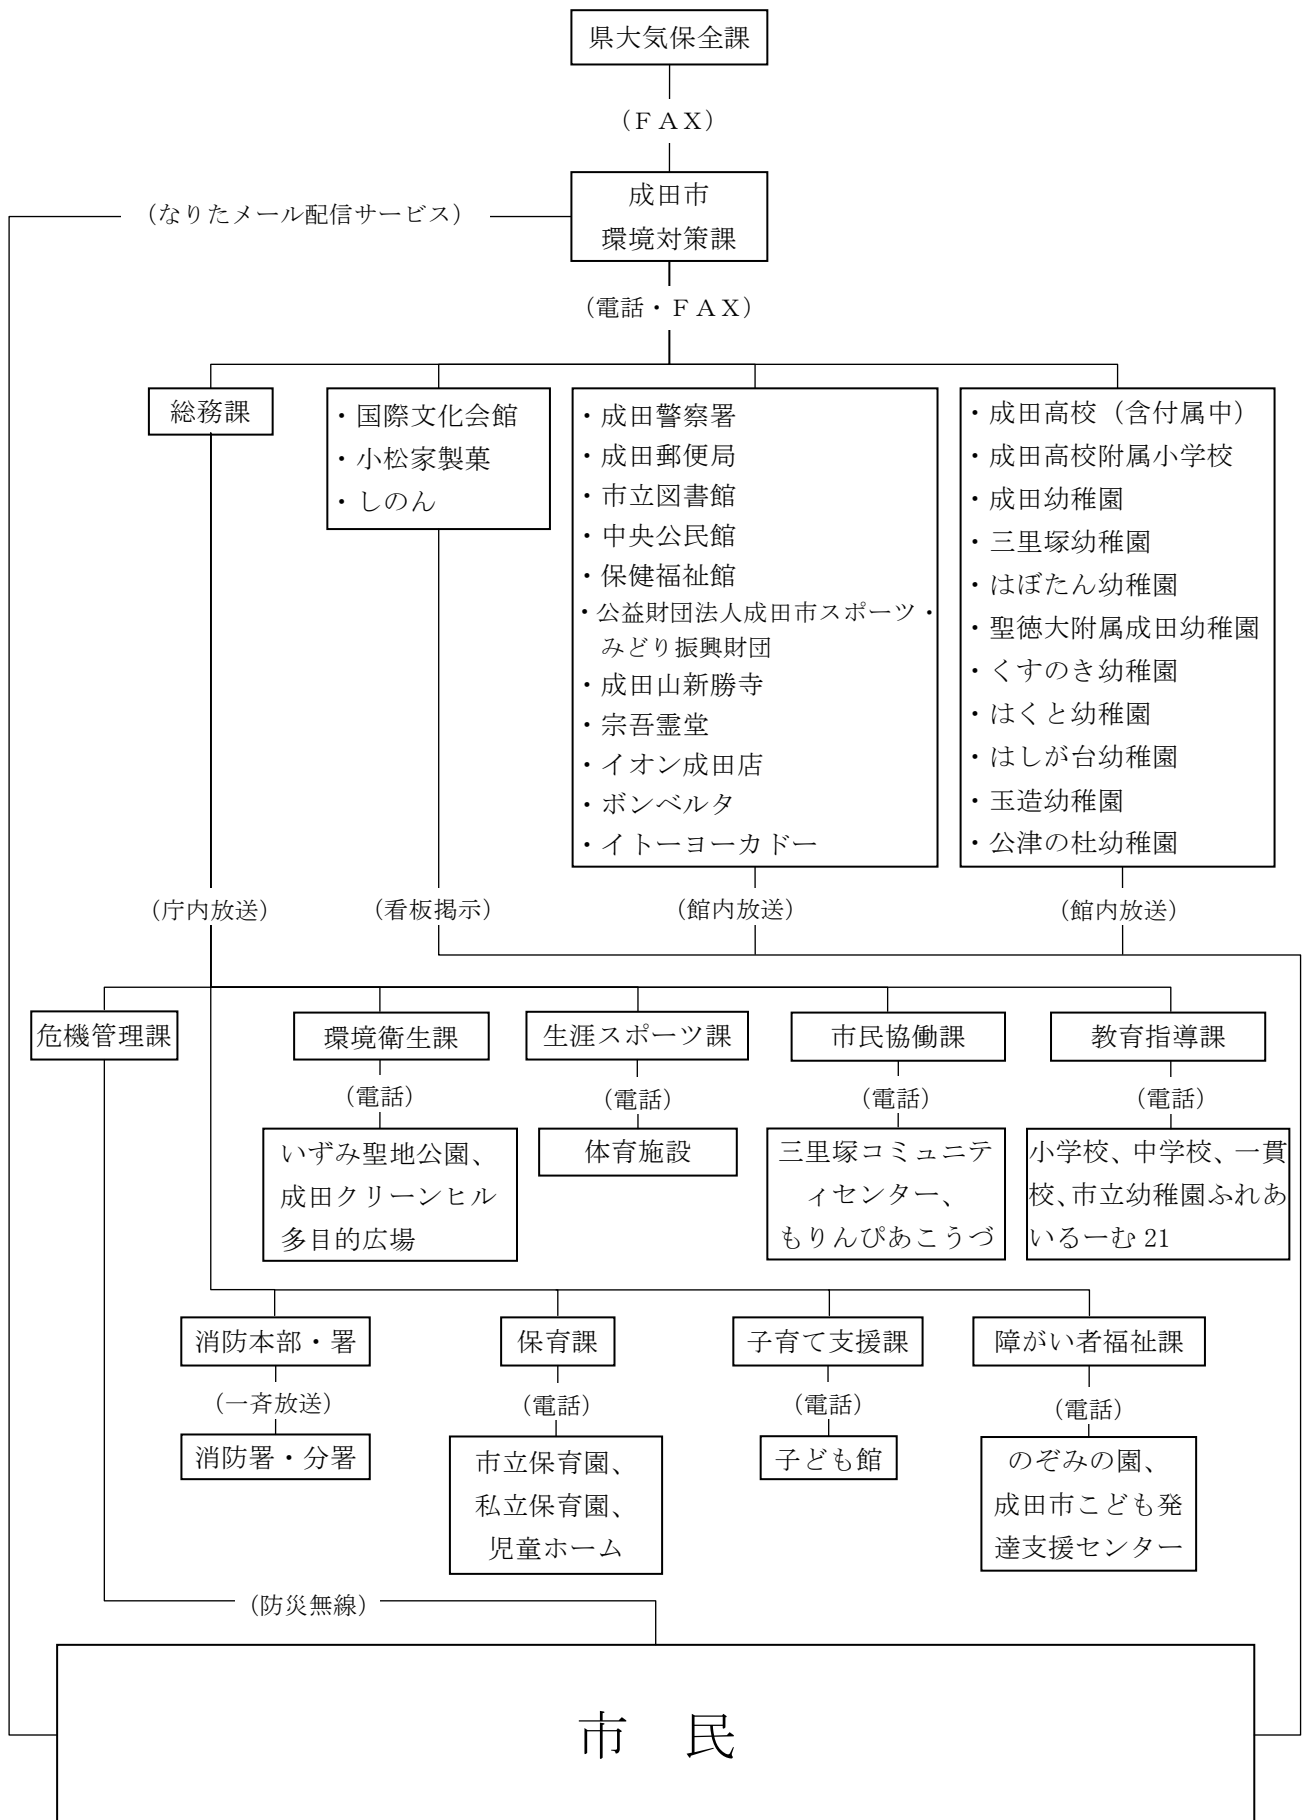 県大気保全課
（ＦＡＸ）
成田市
環境対策課
（なりたメール配信サービス）
（電話・ＦＡＸ）
総務課
・国際文化会館
・小松家製菓
・しのん
・成田警察署
・成田郵便局
・市立図書館
・中央公民館
・保健福祉館
・公益財団法人成田市スポーツ・
みどり振興財団
・成田山新勝寺
・宗吾霊堂
・イオン成田店
・ボンベルタ
・イトーヨーカドー
・成田高校（含付属中）
・成田高校附属小学校
・成田幼稚園
・三里塚幼稚園
・はぼたん幼稚園
・聖徳大附属成田幼稚園
・くすのき幼稚園
・はくと幼稚園
・はしが台幼稚園
・玉造幼稚園
・公津の杜幼稚園
（庁内放送）
（看板掲示）
（館内放送）
（館内放送）
危機管理課
環境衛生課
生涯スポーツ課
市民協働課
教育指導課
（電話）
（電話）
（電話）
（電話）
いずみ聖地公園、
成田クリーンヒル
多目的広場
体育施設
三里塚コミュニテ
ィセンター、
もりんぴあこうづ
小学校、中学校、一貫
校、市立幼稚園ふれあ
いるーむ 21
消防本部・署
保育課
子育て支援課
障がい者福祉課
（一斉放送）
（電話）
（電話）
（電話）
消防署・分署
市立保育園、
私立保育園、
児童ホーム
子ども館
のぞみの園、
成田市こども発
達支援センター
（防災無線）
市　民